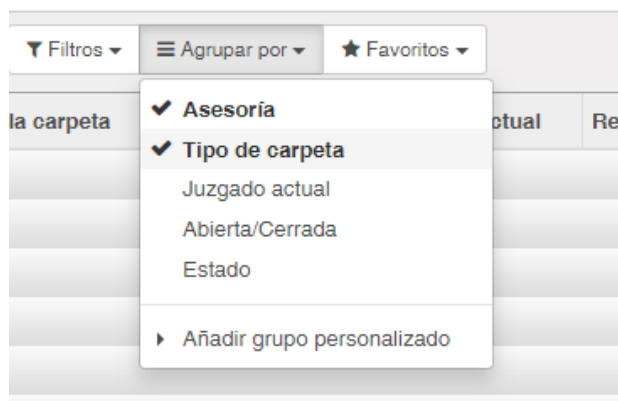 Filtros
Agrupar por
Favoritos
la carpeta
ctual
Re
Asesoría
Tipo de carpeta
Juzgado actual
Abierta/Cerrada
Estado
Añadir grupo personalizado